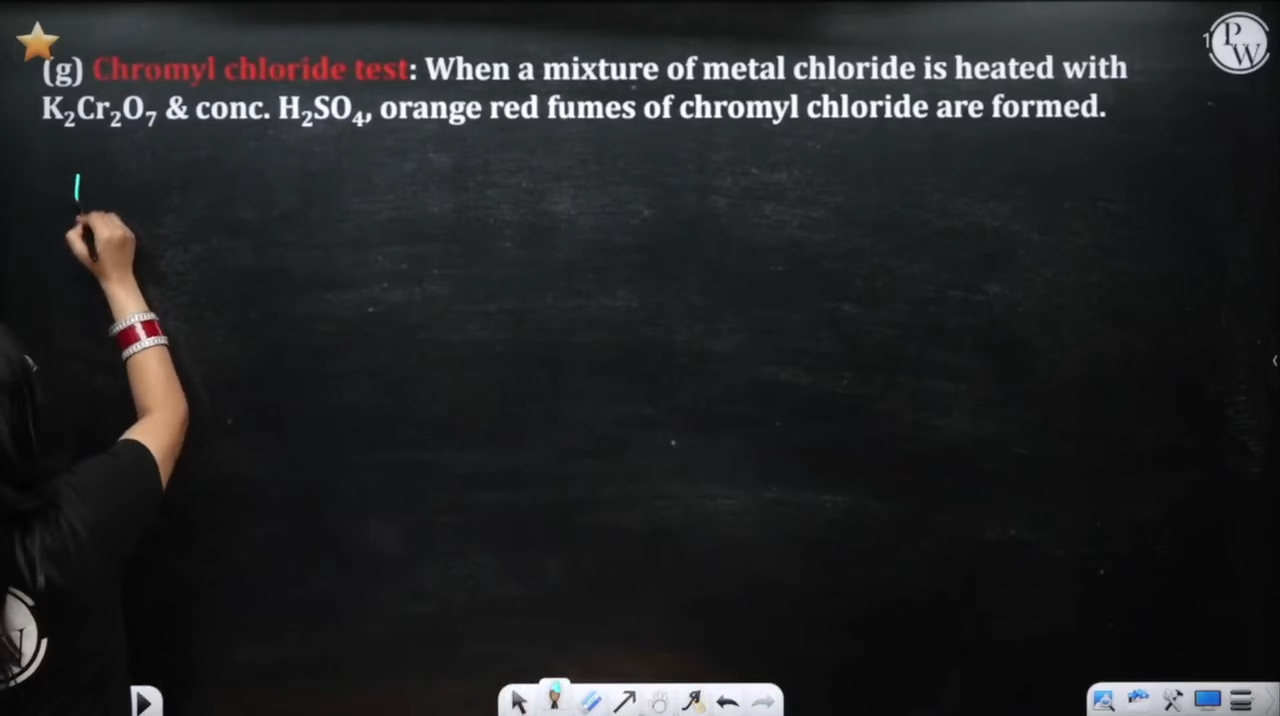 (g) Chromyl chloride test: When a mixture of metal chloride is heated with
K₂Cr₂O₇ & conc. H₂SO₄, orange red fumes of chromyl chloride are formed.
PW